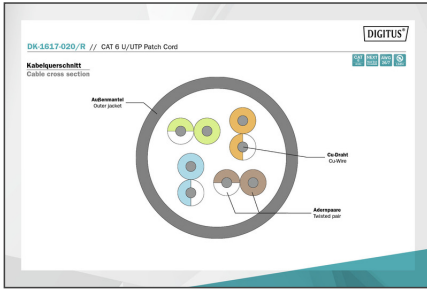 DIGITUS®
DK-1617-020/R // CAT 6 U/UTP Patch Cord
Kabelquerschnitt
Cable cross section
Außenmantel
Outer jacket
Cu-Draht
Cu-Wire
Aderspaare
Twisted pair